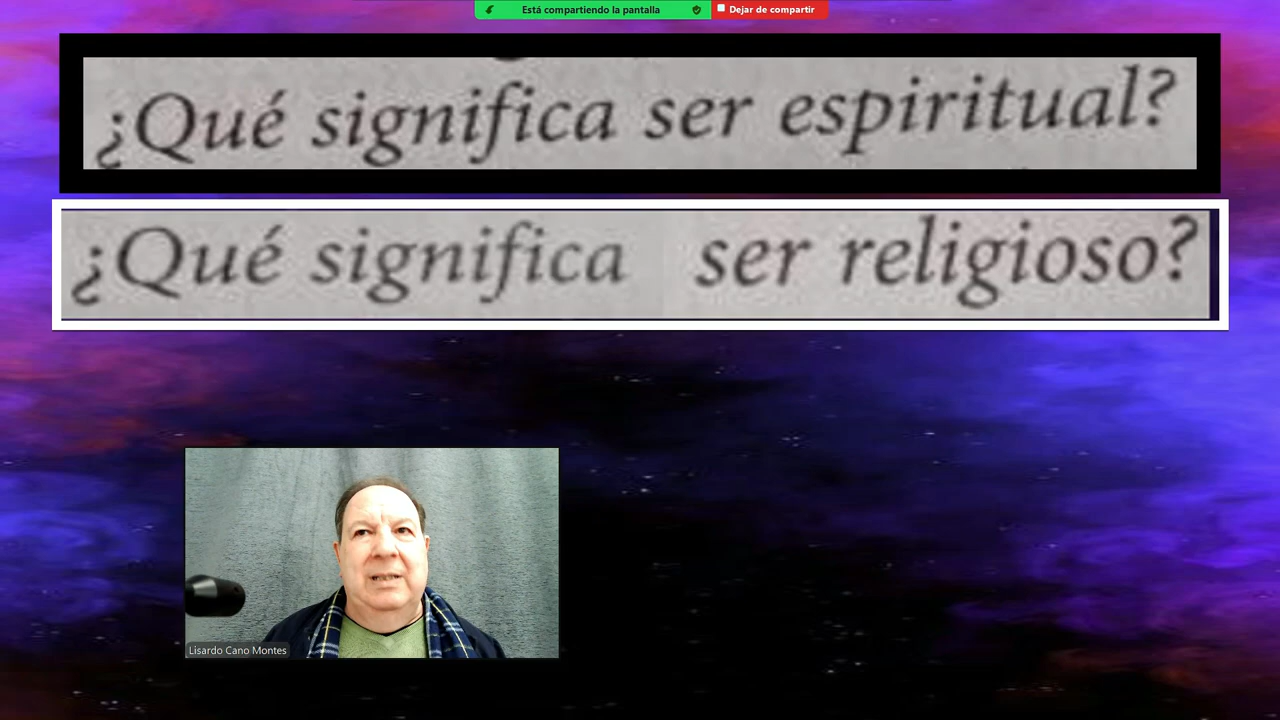 Está compartiendo la pantalla
Dejar de compartir
¿Qué significa ser espiritual?
¿Qué significa ser religioso?
Lisardo Cano Montes